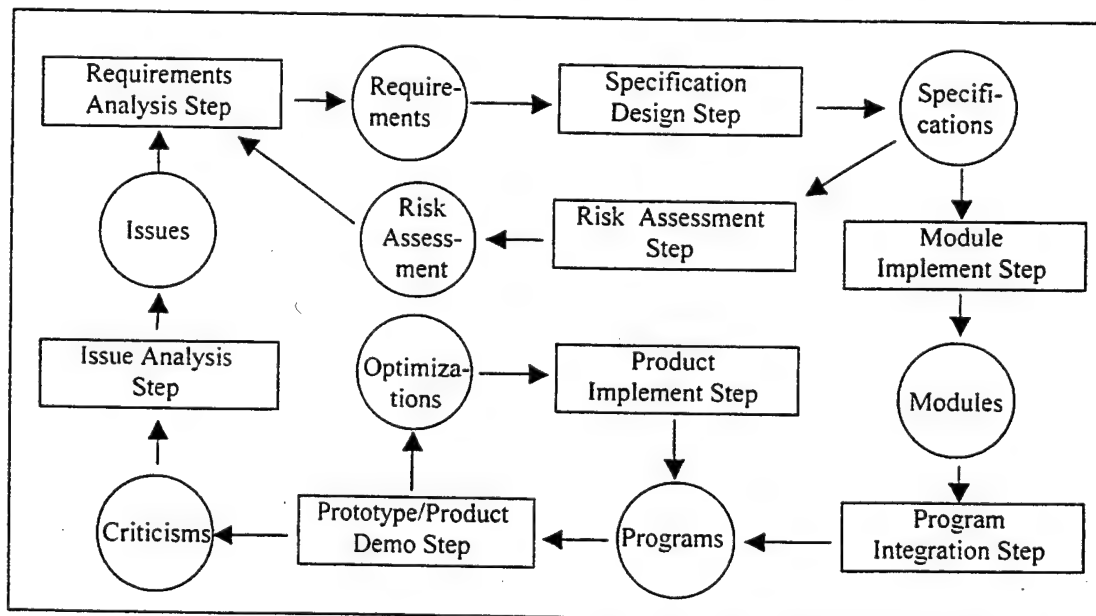 Requirements
Analysis Step
Require-
ments
Specification
Design Step
Specifi-
cations
Issues
Risk
Assess-
ment
Risk Assessment
Step
Module
Implement Step
Issue Analysis
Step
Optimiza-
tions
Product
Implement Step
Modules
Criticisms
Prototype/Product
Demo Step
Programs
Program
Integration Step